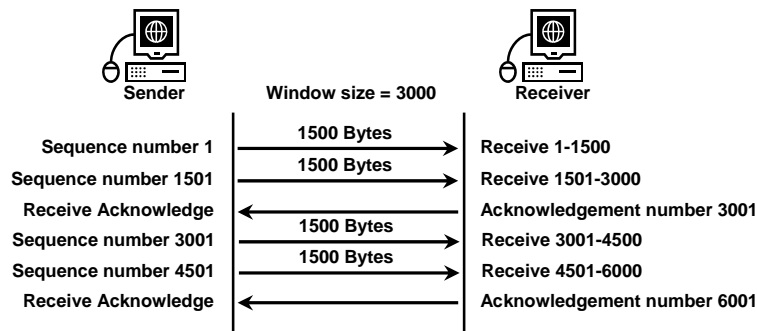 Sender
Window size = 3000
Receiver
1500 Bytes
Sequence number 1
Receive 1-1500
1500 Bytes
Sequence number 1501
Receive 1501-3000
Receive Acknowledge
Acknowledgement number 3001
1500 Bytes
Sequence number 3001
Receive 3001-4500
1500 Bytes
Sequence number 4501
Receive 4501-6000
Receive Acknowledge
Acknowledgement number 6001